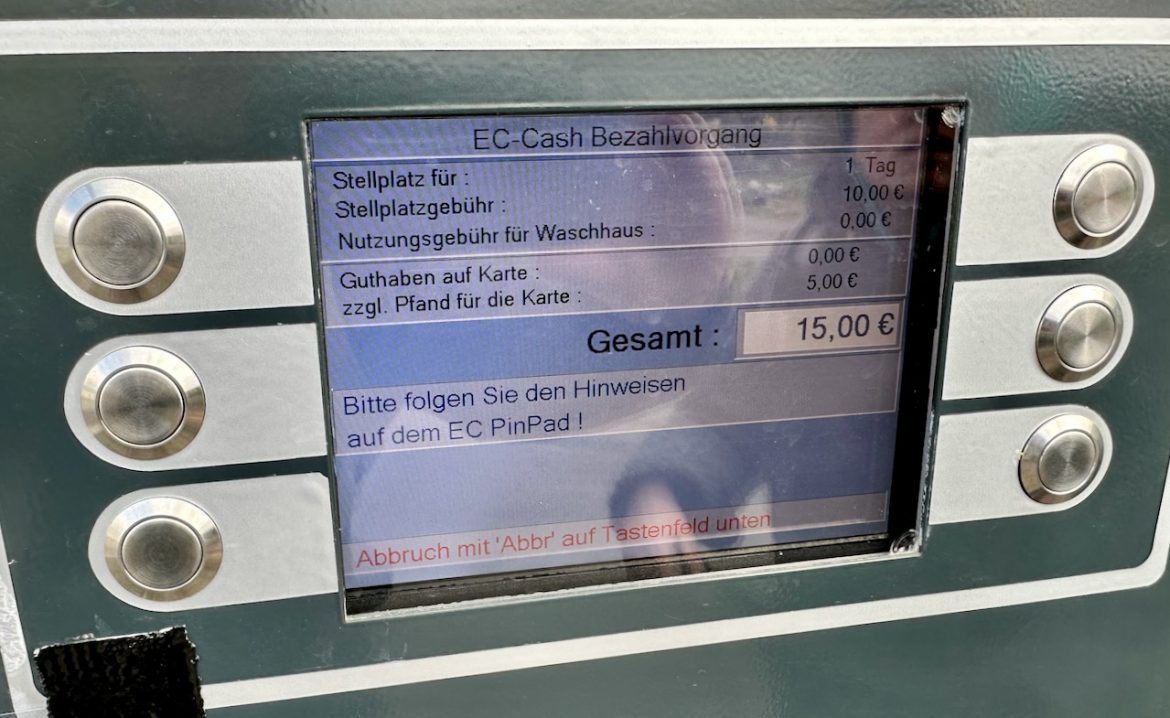 EC-Cash Bezahlvorgang
Stellplatz für : 1 Tag
Stellplatzgebühr : 10,00 €
Nutzungsgebühr für Waschhaus : 0,00 €
Guthaben auf Karte : 0,00 €
zzgl. Pfand für die Karte : 5,00 €
Gesamt : 15,00 €
Bitte folgen Sie den Hinweisen
auf dem EC PinPad !
Abbruch mit 'Abbr' auf Tastenfeld unten